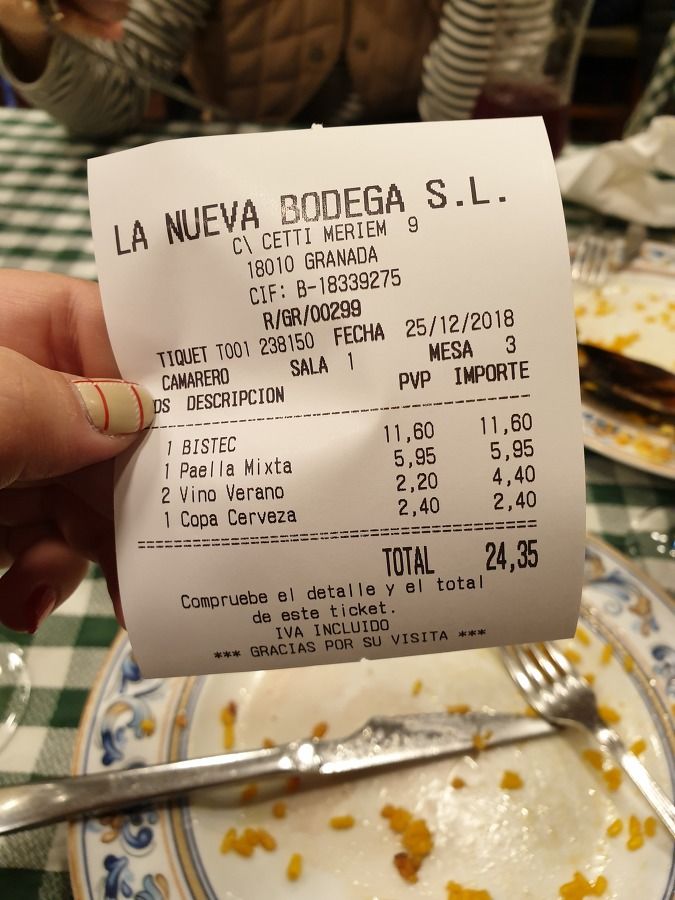 LA NUEVA BODEGA S.L.
C\ CETTI MERIEM 9
18010 GRANADA
CIF: B-18339275
R/GR/00299
TIQUET T001 238150 FECHA 25/12/2018
CAMARERO SALA 1 MESA 3
DS DESCRIPCION PVP IMPORTE
1 BISTEC 11,60 11,60
1 Paella Mixta 5,95 5,95
2 Vino Verano 2,20 4,40
1 Copa Cerveza 2,40 2,40
TOTAL 24,35
Compruebe el detalle y el total
de este ticket.
IVA INCLUIDO
*** GRACIAS POR SU VISITA ***